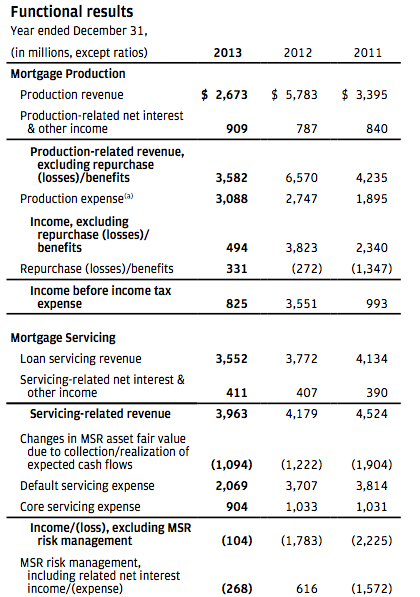 Functional results
Year ended December 31,
(in millions, except ratios) 2013 2012 2011
Mortgage Production
Production revenue $ 2,673 $ 5,783 $ 3,395
Production-related net interest
& other income 909 787 840
Production-related revenue,
excluding repurchase
(losses)/benefits 3,582 6,570 4,235
Production expense(a) 3,088 2,747 1,895
Income, excluding
repurchase (losses)/
benefits 494 3,823 2,340
Repurchase (losses)/benefits 331 (272) (1,347)
Income before income tax
expense 825 3,551 993
Mortgage Servicing
Loan servicing revenue 3,552 3,772 4,134
Servicing-related net interest &
other income 411 407 390
Servicing-related revenue 3,963 4,179 4,524
Changes in MSR asset fair value
due to collection/realization of
expected cash flows (1,094) (1,222) (1,904)
Default servicing expense 2,069 3,707 3,814
Core servicing expense 904 1,033 1,031
Income/(loss), excluding MSR
risk management (104) (1,783) (2,225)
MSR risk management,
including related net interest
income/(expense) (268) 616 (1,572)